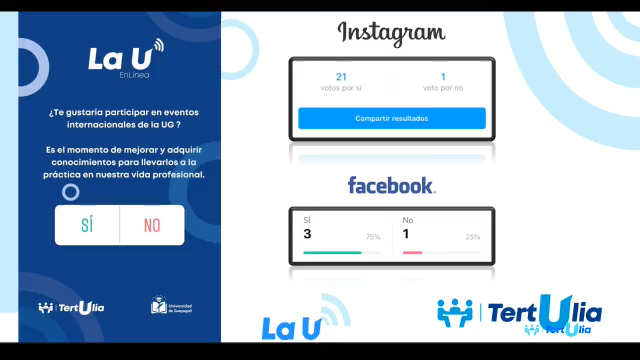 La U
EnLínea
¿Te gustaría participar en eventos
internacionales de la UG ?
Es el momento de mejorar y adquirir
conocimientos para llevarlos a la
práctica en nuestra vida profesional.
SÍ
NO
TertUlia
Universidad
de Guayaquil
Instagram
21
votos por sí
1
voto por no
Compartir resultados
facebook.
Sí
3
75%
No
1
25%
La U
TertUlia
TertUlia